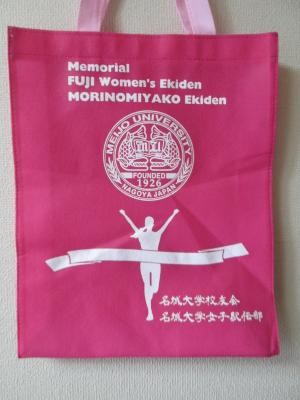 Memorial
FUJI Women's Ekiden
MORINOMIYAKO Ekiden
MEIJO UNIVERSITY
FOUNDED
1926
NAGOYA JAPAN
名城大学校友会
名城大学女子駅伝部